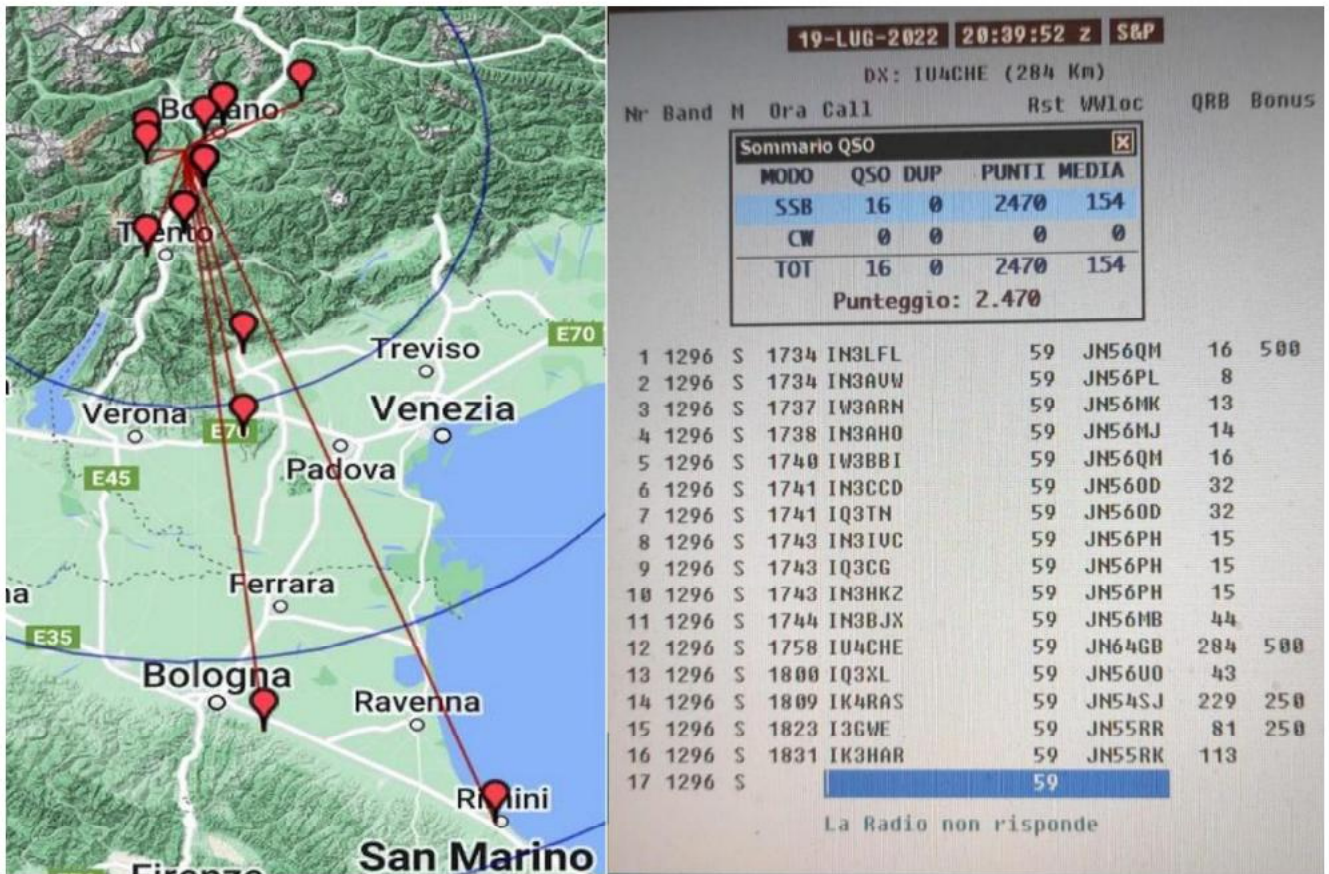 Bolzano
Trento
Treviso
E70
Verona
Venezia
E70
Padova
E45
Ferrara
E35
Bologna
Ravenna
Rimini
San Marino
19-LUG-2022 20:39:52 z S&P
DX: IU4CHE (284 Km)
Nr Band M Ora Call Rst WWloc QRB Bonus
Sommario QSO
MODO QSO DUP PUNTI MEDIA
SSB 16 0 2470 154
CW 0 0 0 0
TOT 16 0 2470 154
Punteggio: 2.470
1 1296 S 1734 IN3LFL 59 JN56QM 16 500
2 1296 S 1734 IN3AVW 59 JN56PL 8
3 1296 S 1737 IW3ARN 59 JN56MK 13
4 1296 S 1738 IN3AHO 59 JN56MJ 14
5 1296 S 1740 IW3BBI 59 JN56QM 16
6 1296 S 1741 IN3CCD 59 JN56OD 32
7 1296 S 1741 IQ3TN 59 JN56OD 32
8 1296 S 1743 IN3IVC 59 JN56PH 15
9 1296 S 1743 IQ3CG 59 JN56PH 15
10 1296 S 1743 IN3HKZ 59 JN56PH 15
11 1296 S 1744 IN3BJX 59 JN56MB 44
12 1296 S 1758 IU4CHE 59 JN64GB 284 500
13 1296 S 1800 IQ3XL 59 JN56UO 43
14 1296 S 1809 IK4RAS 59 JN54SJ 229 250
15 1296 S 1823 I3GWE 59 JN55RR 81 250
16 1296 S 1831 IK3HAR 59 JN55RK 113
17 1296 S 59
La Radio non risponde